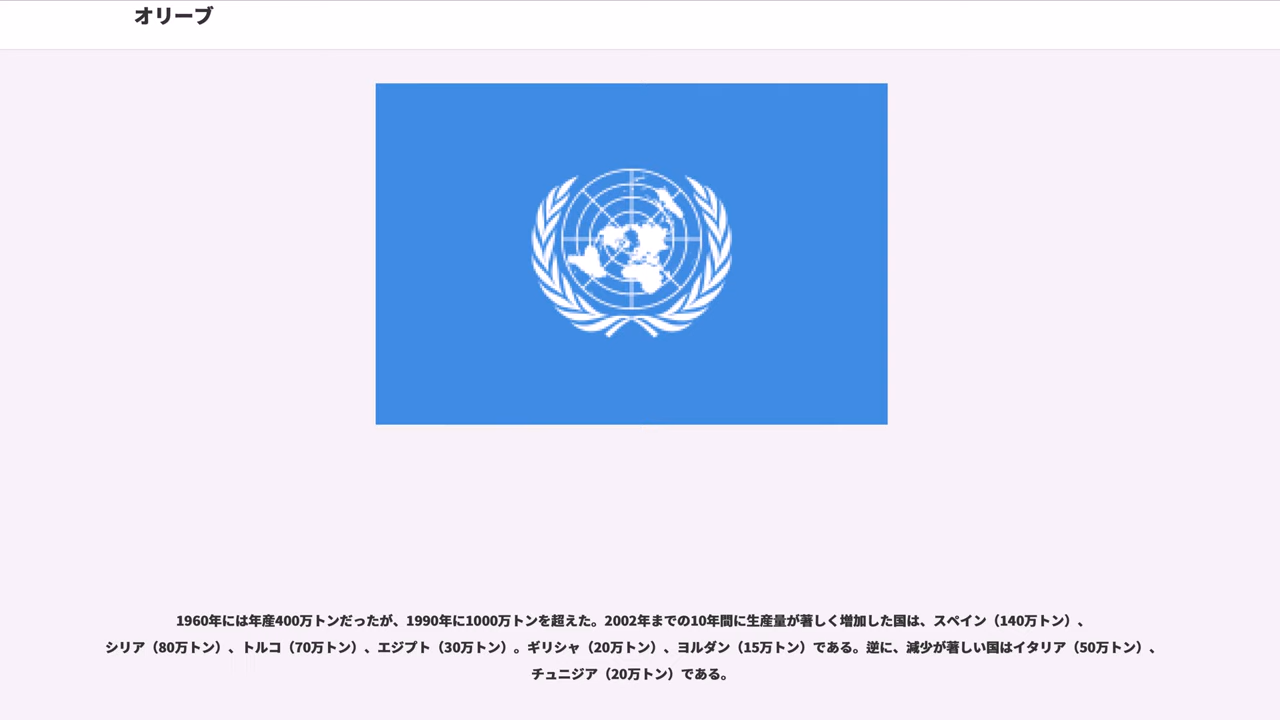 オリーブ
1960年には年産400万トンだったが、1990年に1000万トンを超えた。2002年までの10年間に生産量が著しく増加した国は、スペイン（140万トン）、
シリア（80万トン）、トルコ（70万トン）、エジプト（30万トン）。ギリシャ（20万トン）、ヨルダン（15万トン）である。逆に、減少が著しい国はイタリア（50万トン）、
チュニジア（20万トン）である。